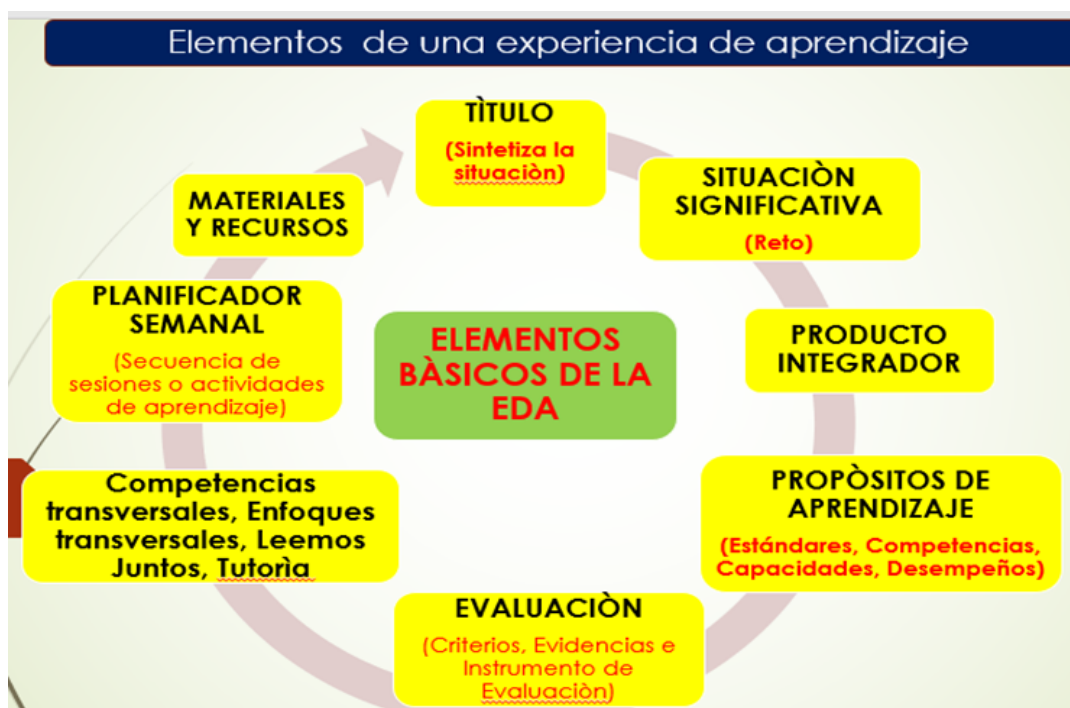 Elementos de una experiencia de aprendizaje
TÌTULO
(Sintetiza la
situaciòn)
SITUACIÒN
SIGNIFICATIVA
(Reto)
PRODUCTO
INTEGRADOR
PROPÒSITOS DE
APRENDIZAJE
(Estándares, Competencias,
Capacidades, Desempeños)
EVALUACIÒN
(Criterios, Evidencias e
Instrumento de
Evaluaciòn)
Competencias
transversales, Enfoques
transversales, Leemos
Juntos, Tutorìa
PLANIFICADOR
SEMANAL
(Secuencia de
sesiones o actividades
de aprendizaje)
MATERIALES
Y RECURSOS
ELEMENTOS
BÀSICOS DE LA
EDA